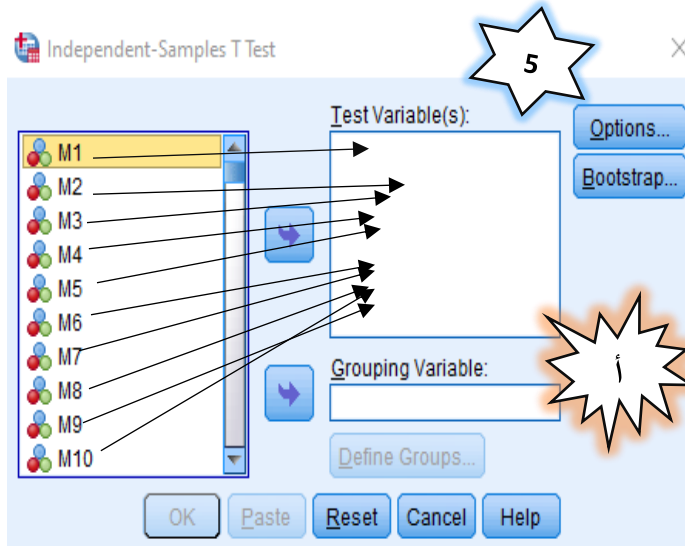 Independent-Samples T Test
5
Test Variable(s):
Options...
Bootstrap...
M1
M2
M3
M4
M5
M6
M7
M8
M9
M10
أ
Grouping Variable:
Define Groups...
OK Paste Reset Cancel Help